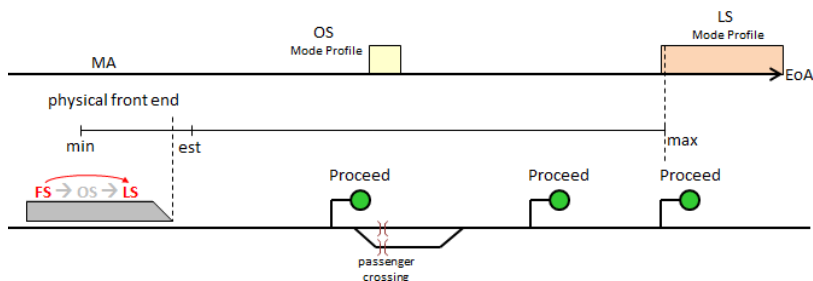 LS
Mode Profile
OS
Mode Profile
MA
EoA
physical front end
min
est
max
FS → OS → LS
Proceed
Proceed
Proceed
passenger
crossing